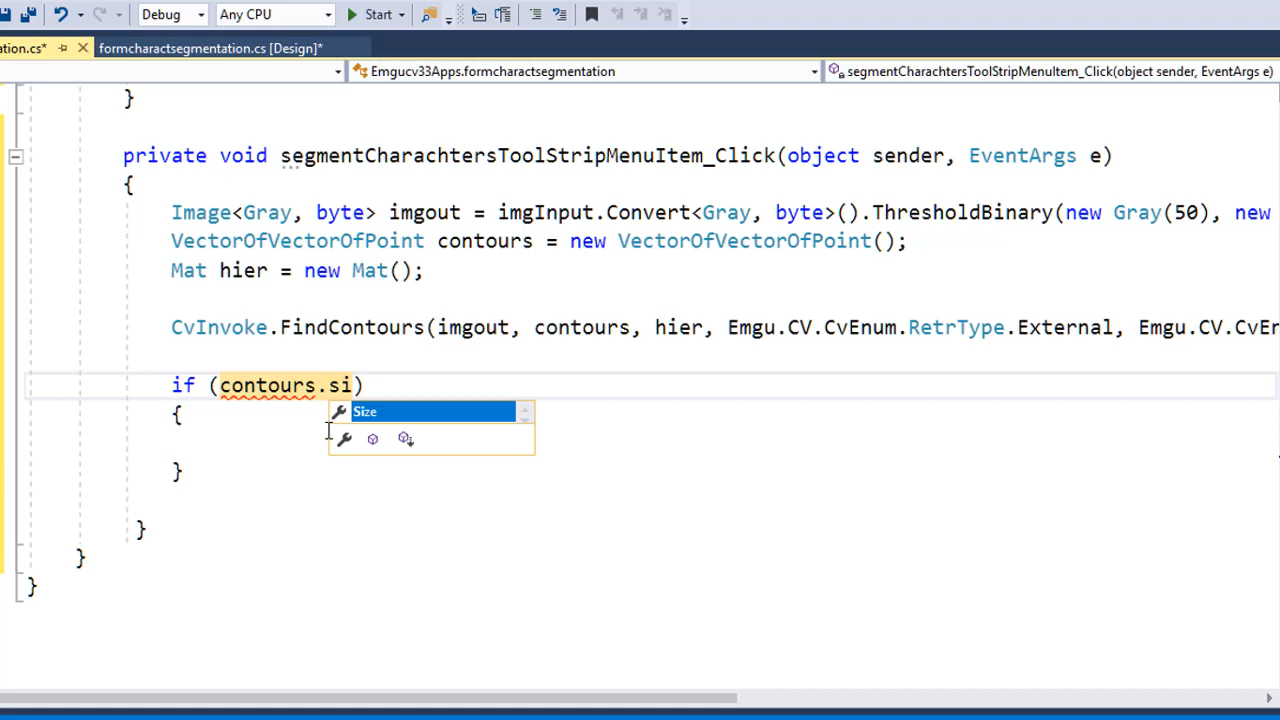 Debug Any CPU Start
ation.cs* formcharactsegmentation.cs [Design]*
Emgucv33Apps.formcharactsegmentation segmentCharachtersToolStripMenuItem_Click(object sender, EventArgs e)
}
private void segmentCharachtersToolStripMenuItem_Click(object sender, EventArgs e)
{
Image<Gray, byte> imgout = imgInput.Convert<Gray, byte>().ThresholdBinary(new Gray(50), new
VectorOfVectorOfPoint contours = new VectorOfVectorOfPoint();
Mat hier = new Mat();
CvInvoke.FindContours(imgout, contours, hier, Emgu.CV.CvEnum.RetrType.External, Emgu.CV.CvEn
if (contours.si)
{
Size
}
}
}
}